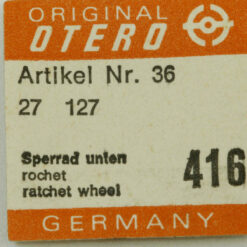 ORIGINAL
OTERO
Artikel Nr. 36
27 127
Sperrad unten
rochet
ratchet wheel
416
GERMANY